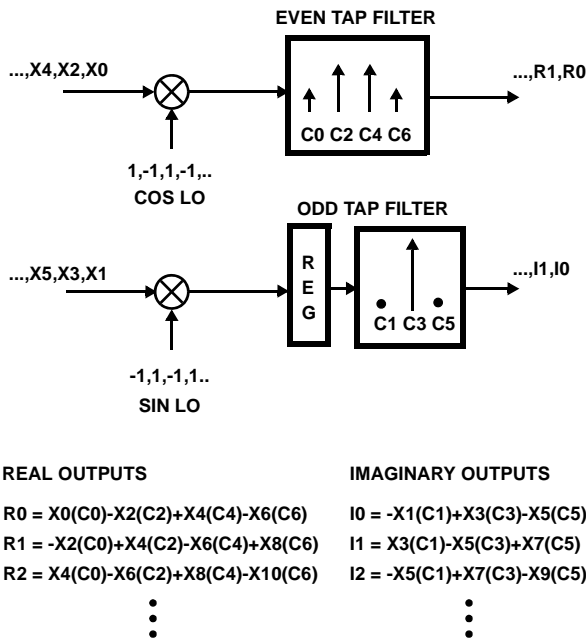 EVEN TAP FILTER
...,X4,X2,X0
...,R1,R0
C0 C2 C4 C6
1,-1,1,-1,..
COS LO
ODD TAP FILTER
...,X5,X3,X1
R
E
G
...,I1,I0
C1 C3 C5
-1,1,-1,1..
SIN LO
REAL OUTPUTS
R0 = X0(C0)-X2(C2)+X4(C4)-X6(C6)
R1 = -X2(C0)+X4(C2)-X6(C4)+X8(C6)
R2 = X4(C0)-X6(C2)+X8(C4)-X10(C6)
IMAGINARY OUTPUTS
I0 = -X1(C1)+X3(C3)-X5(C5)
I1 = X3(C1)-X5(C3)+X7(C5)
I2 = -X5(C1)+X7(C3)-X9(C5)